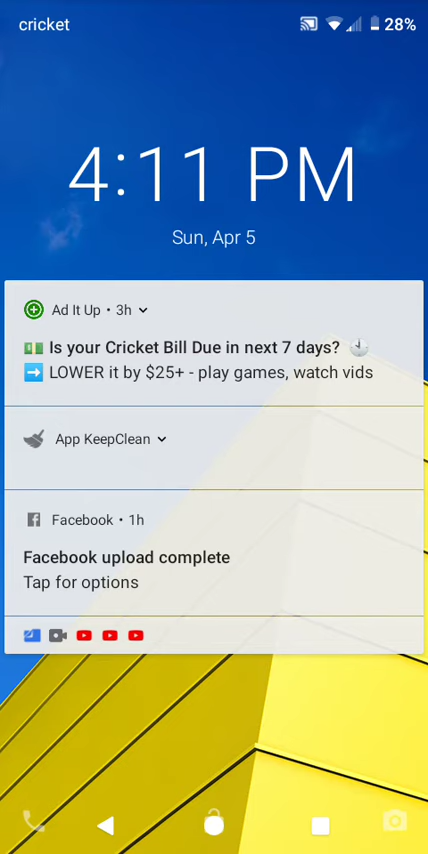 cricket 28%
4:11 PM
Sun, Apr 5
Ad It Up • 3h
💵 Is your Cricket Bill Due in next 7 days? 🕙
➡️ LOWER it by $25+ - play games, watch vids
App KeepClean
Facebook • 1h
Facebook upload complete
Tap for options